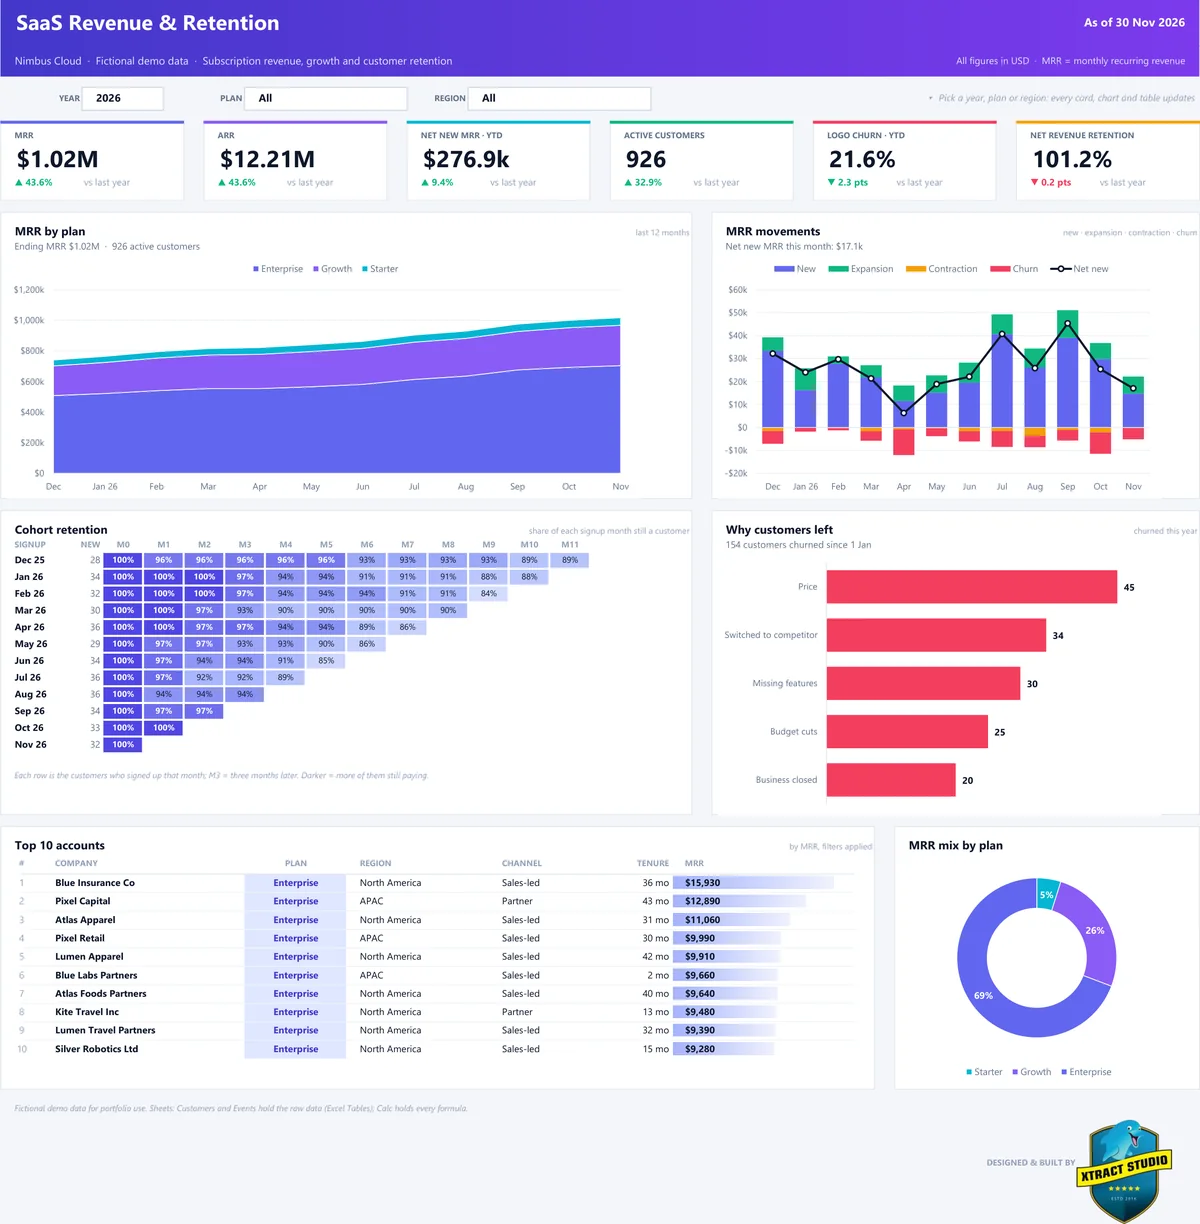 SaaS Revenue & Retention
As of 30 Nov 2026
Nimbus Cloud · Fictional demo data · Subscription revenue, growth and customer retention
All figures in USD · MRR = monthly recurring revenue
YEAR 2026 PLAN All REGION All
• Pick a year, plan or region: every card, chart and table updates
MRR
$1.02M
▲ 43.6% vs last year
ARR
$12.21M
▲ 43.6% vs last year
NET NEW MRR · YTD
$276.9k
▲ 9.4% vs last year
ACTIVE CUSTOMERS
926
▲ 32.9% vs last year
LOGO CHURN · YTD
21.6%
▼ 2.3 pts vs last year
NET REVENUE RETENTION
101.2%
▼ 0.2 pts vs last year
MRR by plan
last 12 months
Ending MRR $1.02M · 926 active customers
Enterprise Growth Starter
$1,200k
$1,000k
$800k
$600k
$400k
$200k
$0
Dec Jan 26 Feb Mar Apr May Jun Jul Aug Sep Oct Nov
MRR movements
new · expansion · contraction · churn
Net new MRR this month: $17.1k
New Expansion Contraction Churn Net new
$60k
$50k
$40k
$30k
$20k
$10k
$0
-$10k
-$20k
Dec Jan 26 Feb Mar Apr May Jun Jul Aug Sep Oct Nov
Cohort retention
share of each signup month still a customer
SIGNUP NEW M0 M1 M2 M3 M4 M5 M6 M7 M8 M9 M10 M11
Dec 25 28 100% 96% 96% 96% 96% 96% 93% 93% 93% 93% 89% 89%
Jan 26 34 100% 100% 100% 97% 94% 94% 91% 91% 91% 88% 88%
Feb 26 32 100% 100% 100% 97% 94% 94% 94% 91% 91% 84%
Mar 26 30 100% 100% 97% 93% 90% 90% 90% 90% 90%
Apr 26 36 100% 100% 97% 97% 94% 94% 89% 86%
May 26 29 100% 97% 97% 93% 93% 90% 86%
Jun 26 34 100% 97% 94% 94% 91% 85%
Jul 26 36 100% 97% 92% 92% 89%
Aug 26 36 100% 94% 94% 94%
Sep 26 34 100% 97% 97%
Oct 26 33 100% 100%
Nov 26 32 100%
Each row is the customers who signed up that month; M3 = three months later. Darker = more of them still paying.
Why customers left
churned this year
154 customers churned since 1 Jan
Price 45
Switched to competitor 34
Missing features 30
Budget cuts 25
Business closed 20
Top 10 accounts
by MRR, filters applied
# COMPANY PLAN REGION CHANNEL TENURE MRR
1 Blue Insurance Co Enterprise North America Sales-led 36 mo $15,930
2 Pixel Capital Enterprise APAC Partner 43 mo $12,890
3 Atlas Apparel Enterprise North America Sales-led 31 mo $11,060
4 Pixel Retail Enterprise APAC Sales-led 30 mo $9,990
5 Lumen Apparel Enterprise North America Sales-led 42 mo $9,910
6 Blue Labs Partners Enterprise APAC Sales-led 2 mo $9,660
7 Atlas Foods Partners Enterprise North America Sales-led 40 mo $9,640
8 Kite Travel Inc Enterprise North America Partner 13 mo $9,480
9 Lumen Travel Partners Enterprise North America Sales-led 32 mo $9,390
10 Silver Robotics Ltd Enterprise North America Sales-led 15 mo $9,280
MRR mix by plan
5%
26%
69%
Starter Growth Enterprise
Fictional demo data for portfolio use. Sheets: Customers and Events hold the raw data (Excel Tables); Calc holds every formula.
DESIGNED & BUILT BY
XTRACT STUDIO